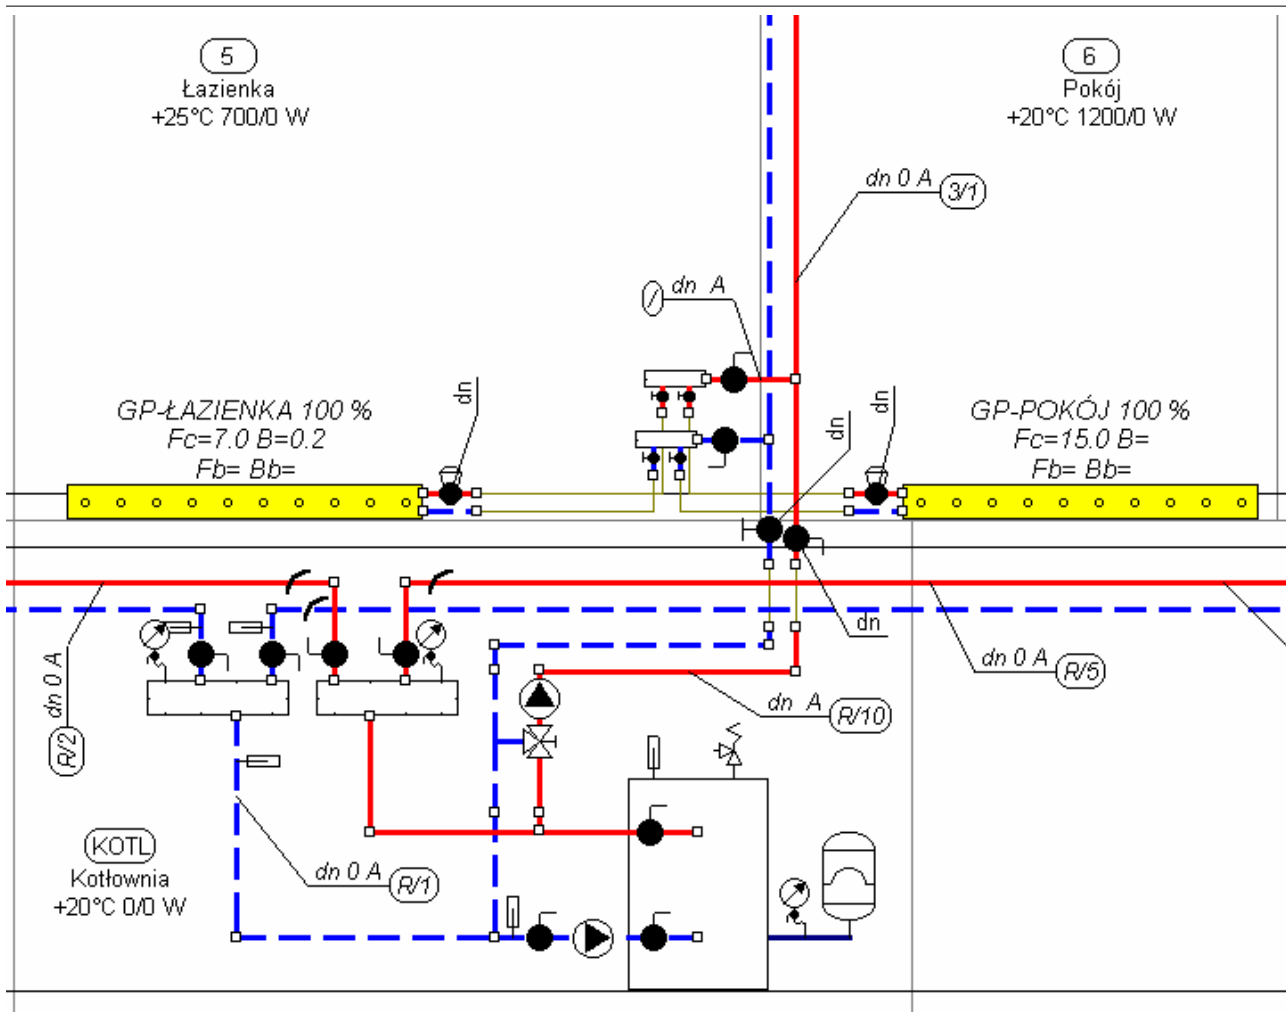 5
Łazienka
+25°C 700/0 W
6
Pokój
+20°C 1200/0 W
dn 0 A 3/1
/ dn A
GP-ŁAZIENKA 100 %
Fc=7.0 B=0.2
Fb= Bb=
dn
dn
dn
GP-POKÓJ 100 %
Fc=15.0 B=
Fb= Bb=
dn
dn 0 A R/2
dn 0 A R/5
dn A R/10
KOTL
Kotłownia
+20°C 0/0 W
dn 0 A R/1